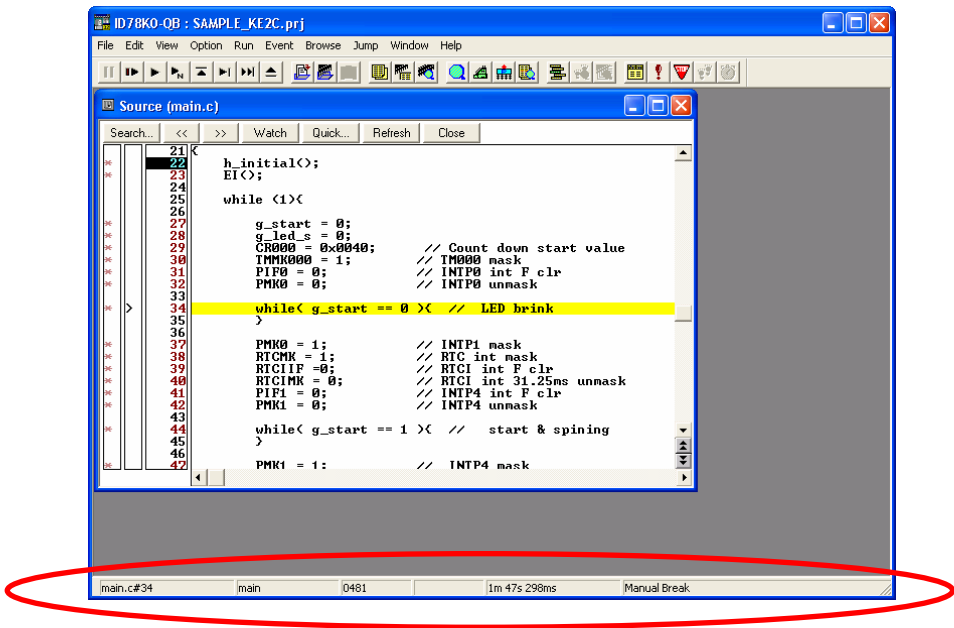 ID78K0-QB : SAMPLE_KE2C.prj
File Edit View Option Run Event Browse Jump Window Help
Source (main.c)
Search... << >> Watch Quick... Refresh Close
21 {
* 22 h_initial();
* 23 EI();
24
25 while (1){
26
* 27 g_start = 0;
* 28 g_led_s = 0;
* 29 CR000 = 0x0040; // Count down start value
* 30 TMMK000 = 1; // TM000 mask
* 31 PIF0 = 0; // INTP0 int F clr
* 32 PMK0 = 0; // INTP0 unmask
33
* > 34 while( g_start == 0 ){ // LED brink
35 }
36
* 37 PMK0 = 1; // INTP1 mask
* 38 RTCMK = 1; // RTC int mask
* 39 RTCIIF =0; // RTCI int F clr
* 40 RTCIMK = 0; // RTCI int 31.25ms unmask
* 41 PIF1 = 0; // INTP4 int F clr
* 42 PMK1 = 0; // INTP4 unmask
43
* 44 while( g_start == 1 ){ // start & spining
45 }
46
* 47 PMK1 = 1; // INTP4 mask
main.c#34 main 0481 1m 47s 298ms Manual Break